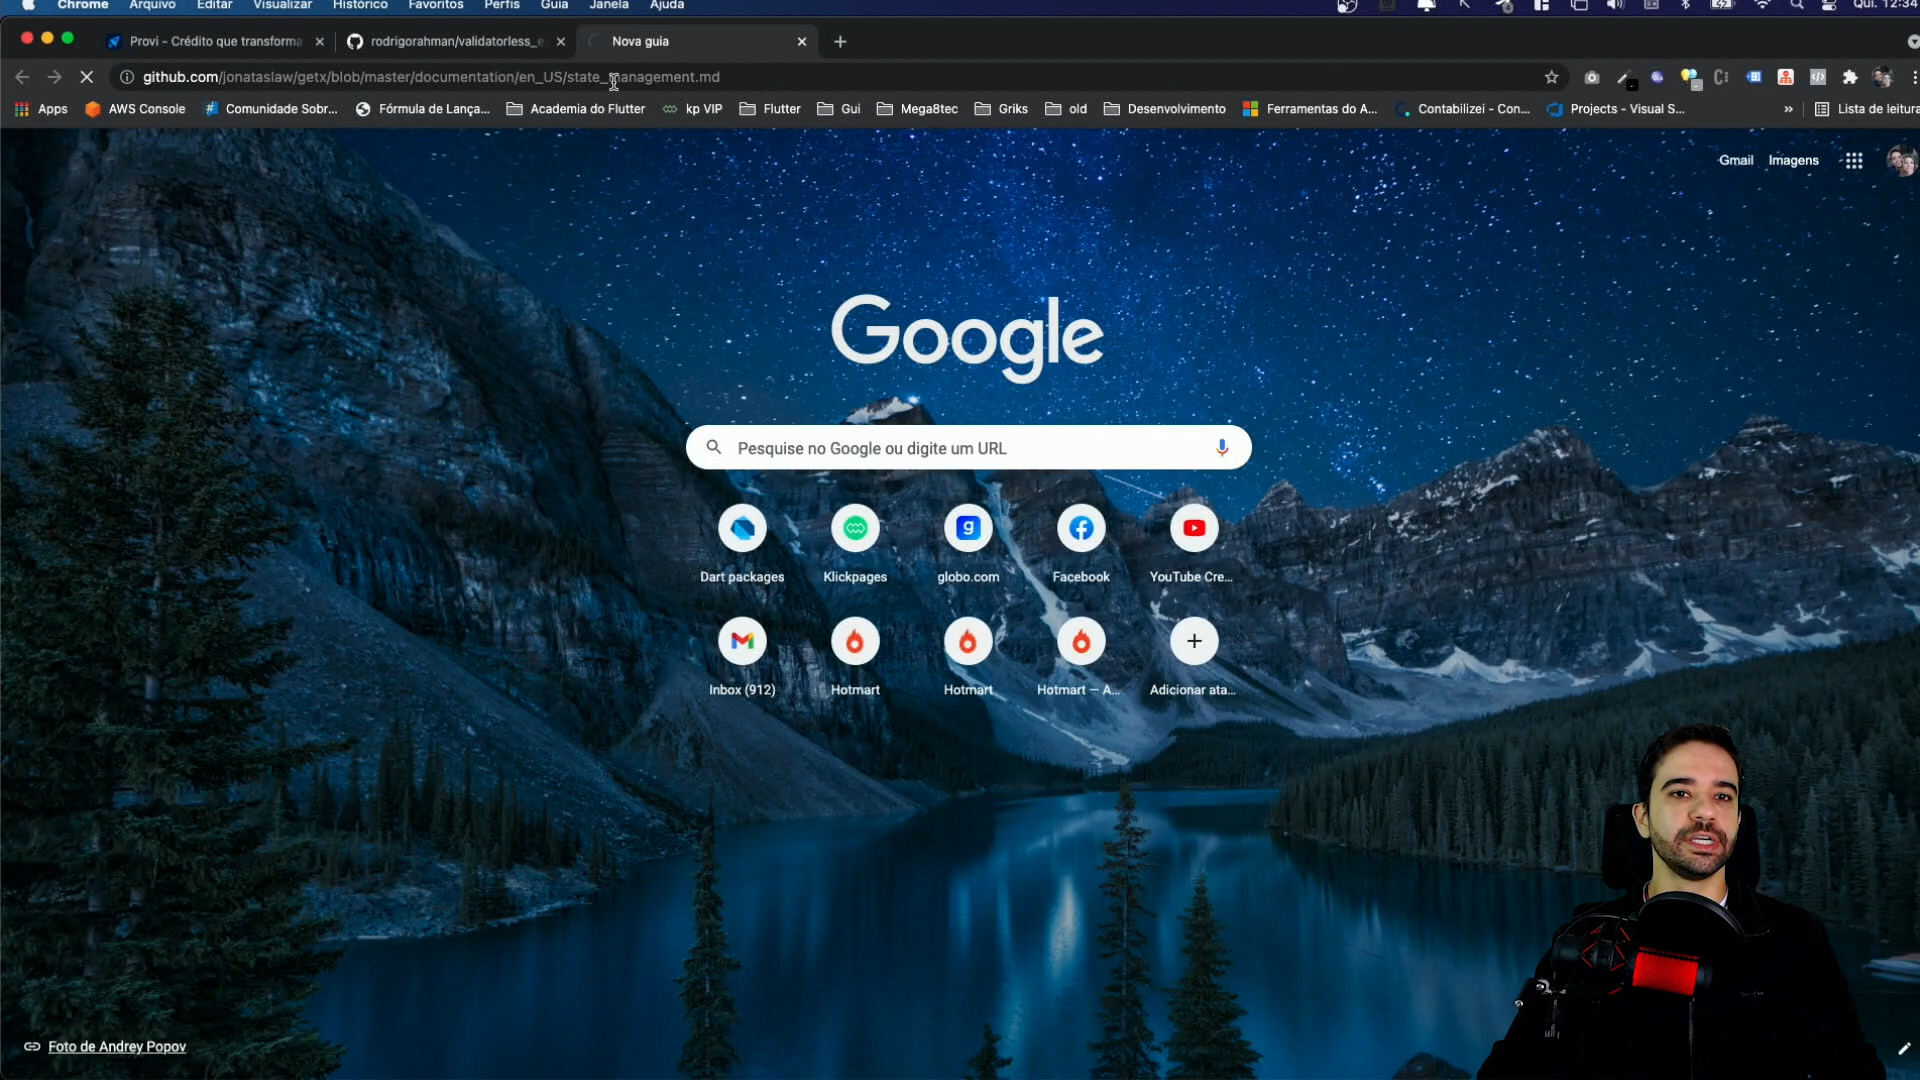 Chrome Arquivo Editar Visualizar Histórico Favoritos Perfis Guia Janela Ajuda Qui. 12:34
Provi - Crédito que transforma
rodrigorahman/validatorless_e
Nova guia
github.com/jonataslaw/getx/blob/master/documentation/en_US/state_management.md
Apps AWS Console Comunidade Sobr... Fórmula de Lança... Academia do Flutter kp VIP Flutter Gui Mega8tec Griks old Desenvolvimento Ferramentas do A... Contabilizei - Con... Projects - Visual S... » Lista de leitura
Gmail Imagens
Google
Pesquise no Google ou digite um URL
Dart packages Klickpages globo.com Facebook YouTube Cre...
Inbox (912) Hotmart Hotmart Hotmart — A... Adicionar ata...
Foto de Andrey Popov